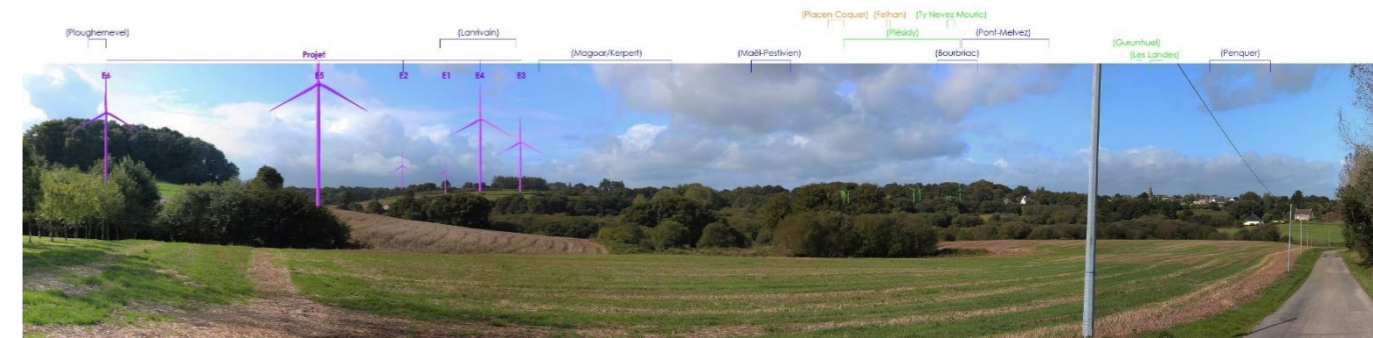 (Placen Coquer) (Feihan) (Ty Nevez Mouric)
(Ploughernevel) (Lanrivain) (Plésidy) (Pont-Melvez)
(Gurunhuel)
Projet (Magoar/Kerpert) (Maël-Pestivien) (Bourbriac) (Les Landes) (Penquer)
E6 E5 E2 E1 E4 E3